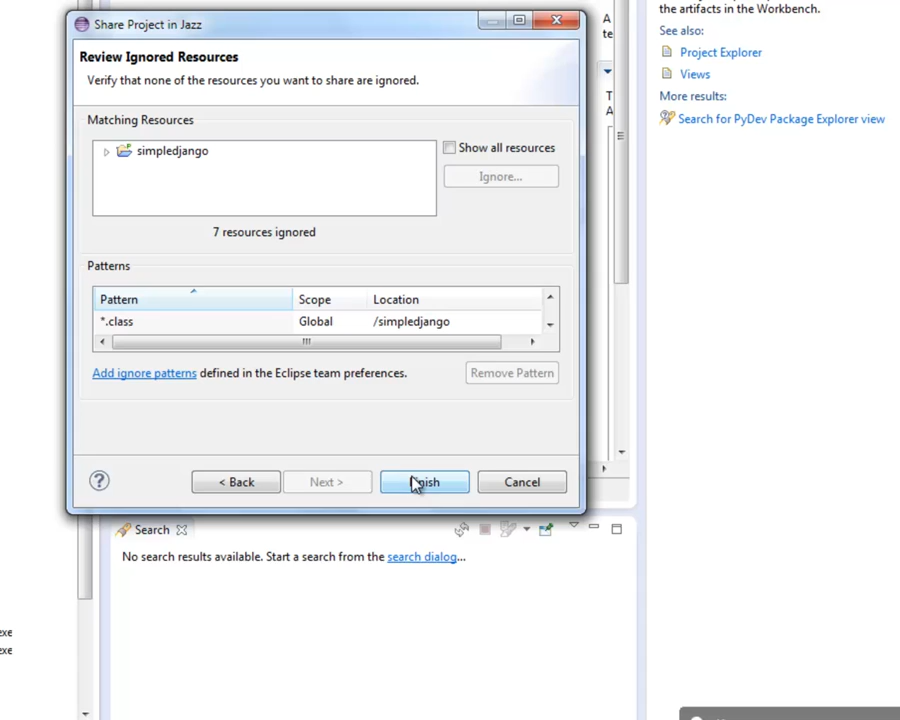 Share Project in Jazz
Review Ignored Resources
Verify that none of the resources you want to share are ignored.
Matching Resources
simpledjango
Show all resources
Ignore...
7 resources ignored
Patterns
Pattern Scope Location
*.class Global /simpledjango
Add ignore patterns defined in the Eclipse team preferences.
Remove Pattern
< Back
Next >
Finish
Cancel
Search
No search results available. Start a search from the search dialog...
A
te
T
A
the artifacts in the Workbench.
See also:
Project Explorer
Views
More results:
Search for PyDev Package Explorer view
exe
exe